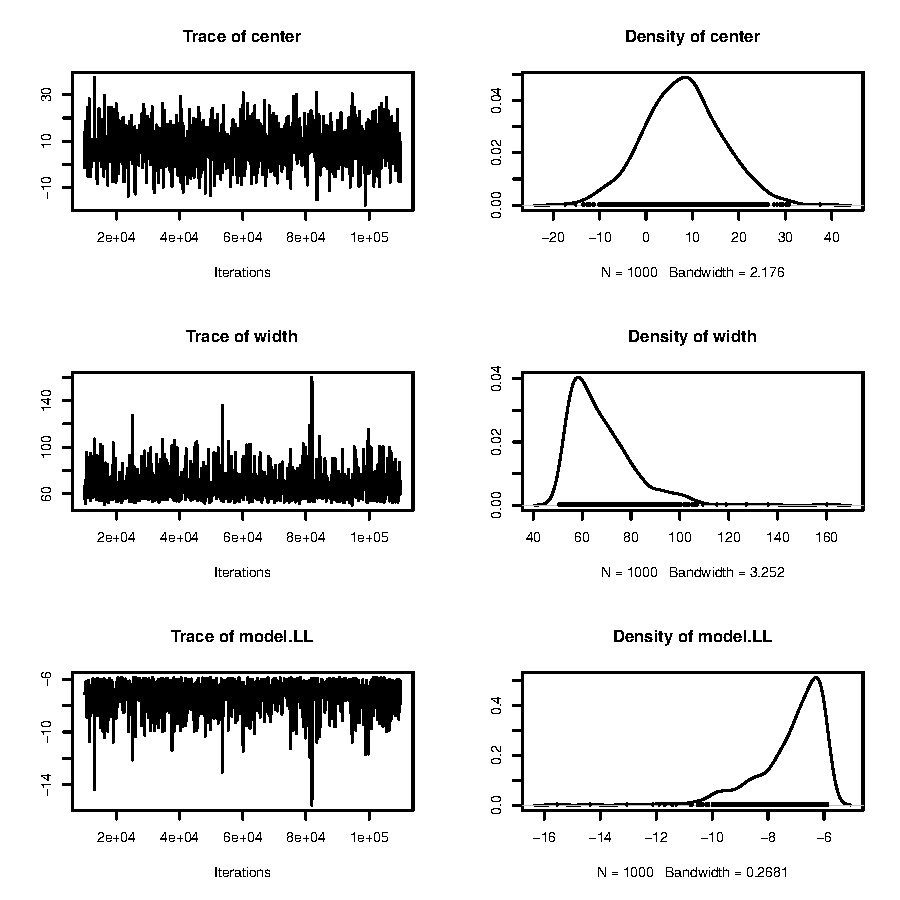 Trace of center
30
10
−10
2e+04 4e+04 6e+04 8e+04 1e+05
Iterations
Density of center
0.04
0.02
0.00
−20 −10 0 10 20 30 40
N = 1000 Bandwidth = 2.176
Trace of width
140
100
60
2e+04 4e+04 6e+04 8e+04 1e+05
Iterations
Density of width
0.04
0.02
0.00
40 60 80 100 120 140 160
N = 1000 Bandwidth = 3.252
Trace of model.LL
−6
−10
−14
2e+04 4e+04 6e+04 8e+04 1e+05
Iterations
Density of model.LL
0.4
0.2
0.0
−16 −14 −12 −10 −8 −6
N = 1000 Bandwidth = 0.2681